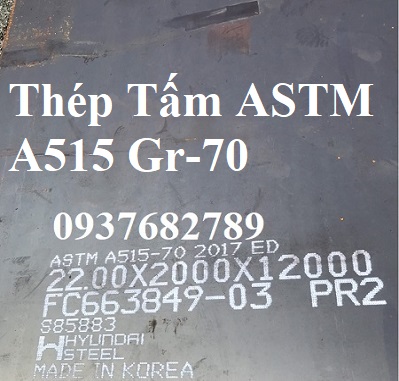 Thép Tấm ASTM
A515 Gr-70
0937682789
ASTM A515-70 2017 ED
22.00X2000X12000
FC663849-03 PR2
S85883
HYUNDAI
STEEL
MADE IN KOREA